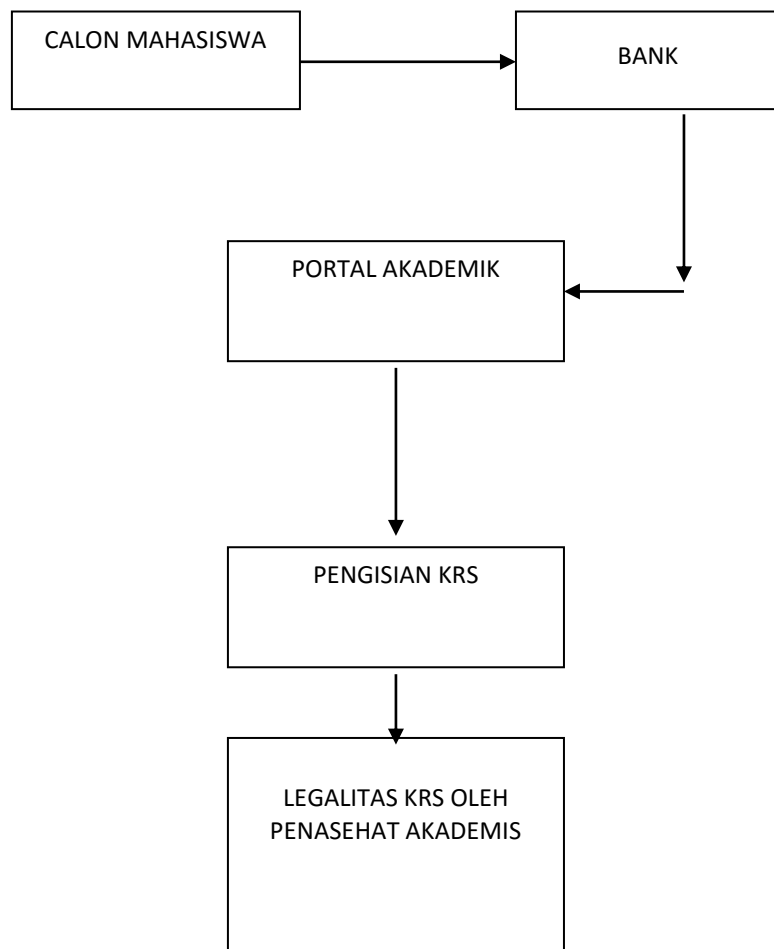 CALON MAHASISWA
BANK
PORTAL AKADEMIK
PENGISIAN KRS
LEGALITAS KRS OLEH
PENASEHAT AKADEMIS